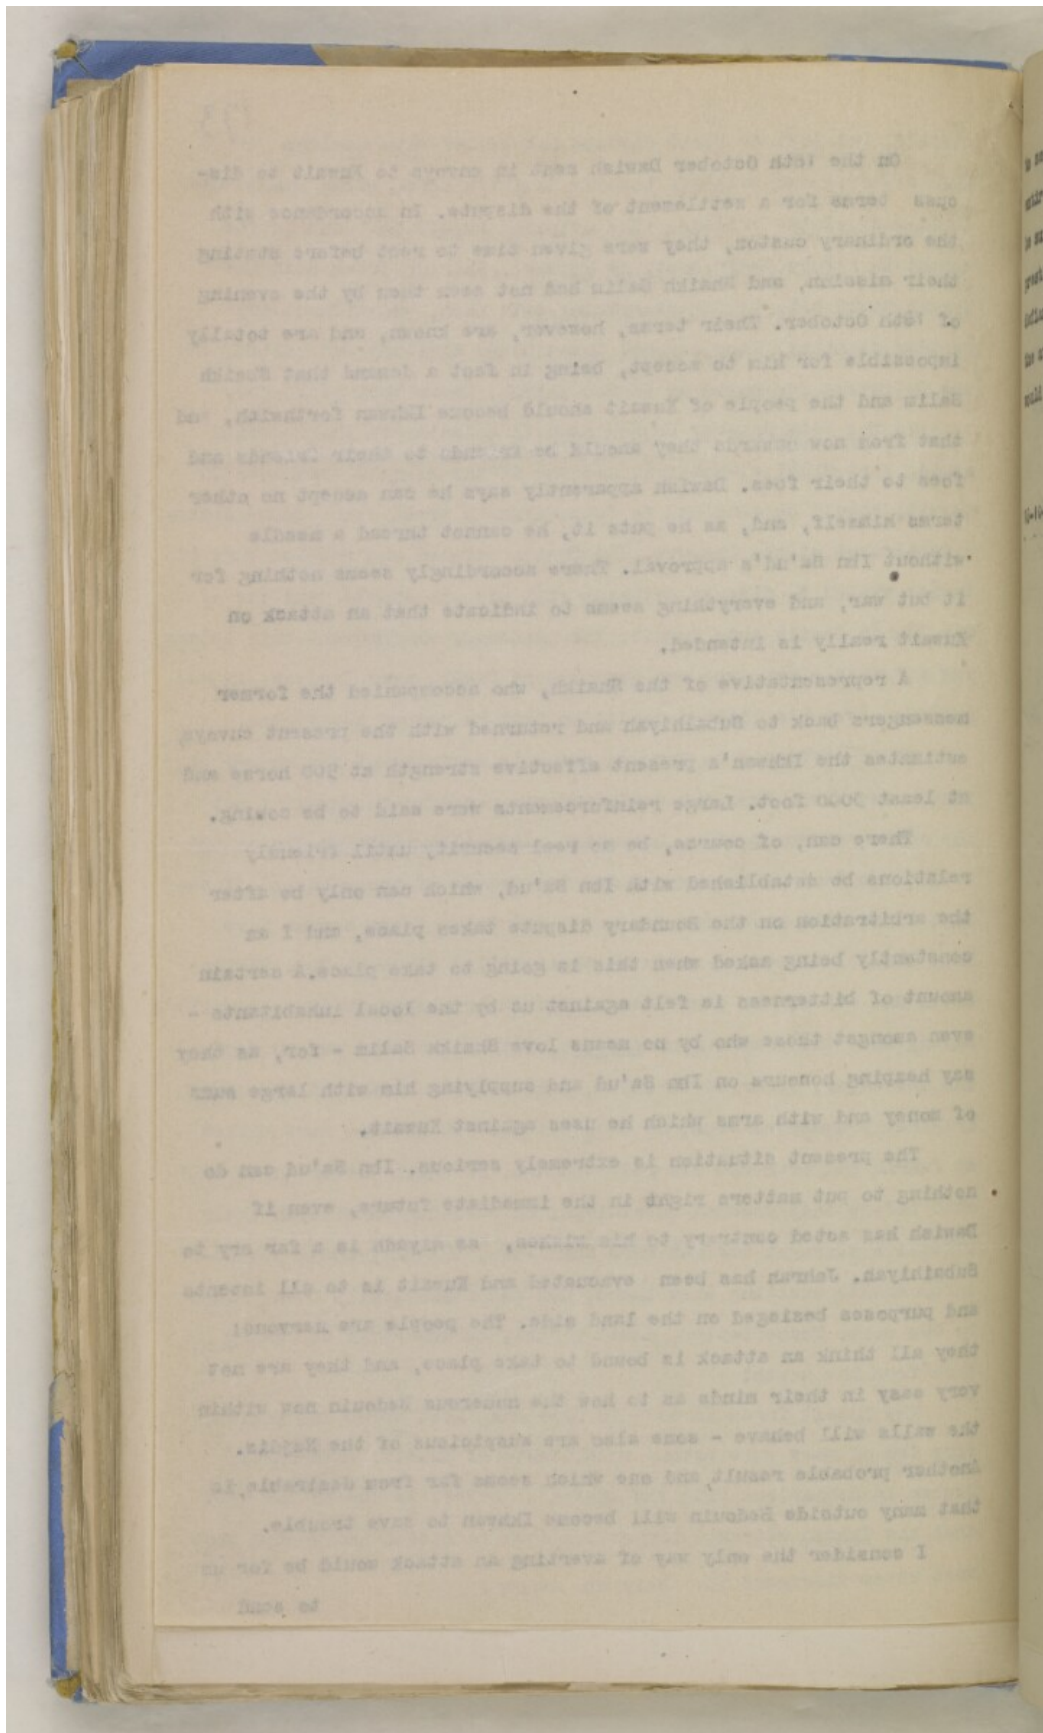 On the 18th October Dawish sent in envoys to Kuwait to dis-
cuss terms for a settlement of the dispute. In accordance with
the ordinary custom, they were given time to rest before stating
their mission, and Shaikh Salim had not seen them by the evening
of 18th October. Their terms, however, are known, and are totally
impossible for him to accept, being in fact a demand that Shaikh
Salim and the people of Kuwait should become Ikhwan forthwith, and
that from now onwards they should be friends to their friends and
foes to their foes. Dawish apparently says he can accept no other
terms himself, and, as he puts it, he cannot thread a needle
without Ibn Sa'ud's approval. There accordingly seems nothing for
it but war, and everything seems to indicate that an attack on
Kuwait really is intended.
A representative of the Shaikh, who accompanied the former
messengers back to Subaihiyah and returned with the present envoys,
estimates the Ikhwan's present effective strength at 500 horse and
at least 3000 foot. Large reinforcements were said to be coming.
There can, of course, be no real security until friendly
relations be established with Ibn Sa'ud, which can only be after
the arbitration on the Boundary dispute takes place, and I am
constantly being asked when this is going to take place. A certain
amount of bitterness is felt against us by the local inhabitants -
even amongst those who by no means love Shaikh Salim - for, as they
say heaping honours on Ibn Sa'ud and supplying him with large sums
of money and with arms which he uses against Kuwait.
The present situation is extremely serious. Ibn Sa'ud can do
nothing to put matters right in the immediate future, even if
Dawish has acted contrary to his wishes, as Riyadh is a far cry to
Subaihiyah. Jahrah has been evacuated and Kuwait is to all intents
and purposes besieged on the land side. The people are nervous:
they all think an attack is bound to take place, and they are not
very easy in their minds as to how the numerous Bedouin now within
the walls will behave - some also are suspicious of the Najdis.
Another probable result, and one which seems far from desirable, is
that many outside Bedouin will become Ikhwan to save trouble.
I consider the only way of averting an attack would be for us
to send